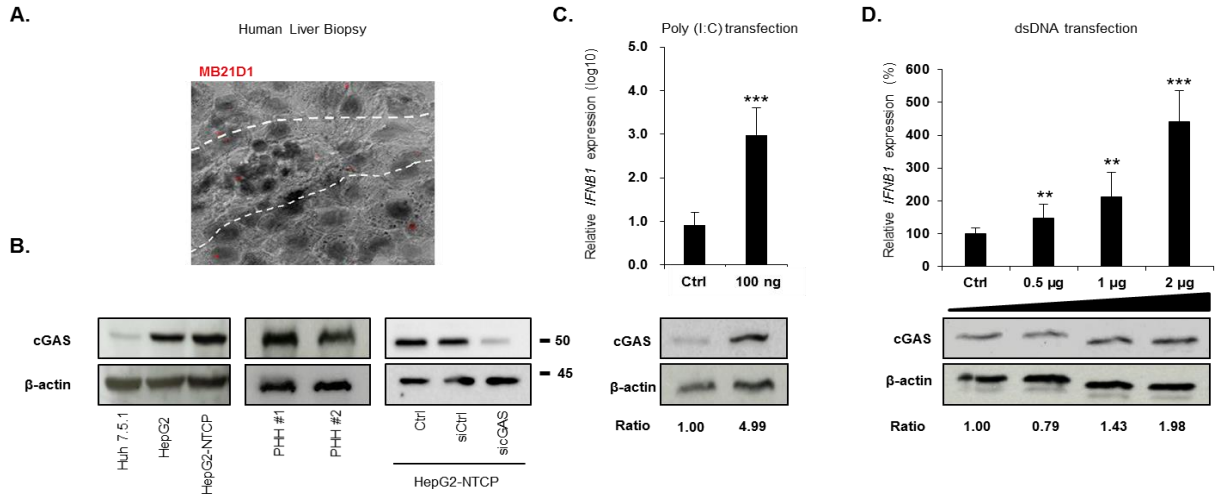 A.
Human Liver Biopsy
MB21D1
B.
cGAS
β-actin
50
45
Huh 7.5.1
HepG2
HepG2-NTCP
PHH #1
PHH #2
Ctrl
siCtrl
sicGAS
HepG2-NTCP
C.
Poly (I:C) transfection
Relative IFNB1 expression (log10)
5.0
4.0
3.0
2.0
1.0
0.0
***
Ctrl 100 ng
cGAS
β-actin
Ratio 1.00 4.99
D.
dsDNA transfection
Relative IFNB1 expression (%)
600
500
400
300
200
100
0
**
**
***
Ctrl 0.5 µg 1 µg 2 µg
cGAS
β-actin
Ratio 1.00 0.79 1.43 1.98